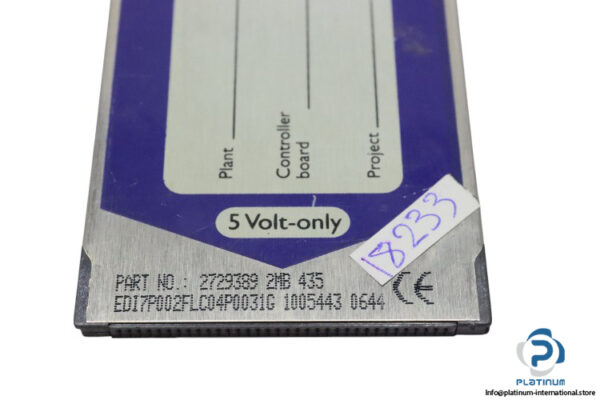 Plant
Controller
board
Project
5 Volt-only
18233
PART NO.: 2729389 2MB 435
EDI7P002FLC04P0031G 1005443 0644
CE
PLATINUM
Info@platinum-international.store